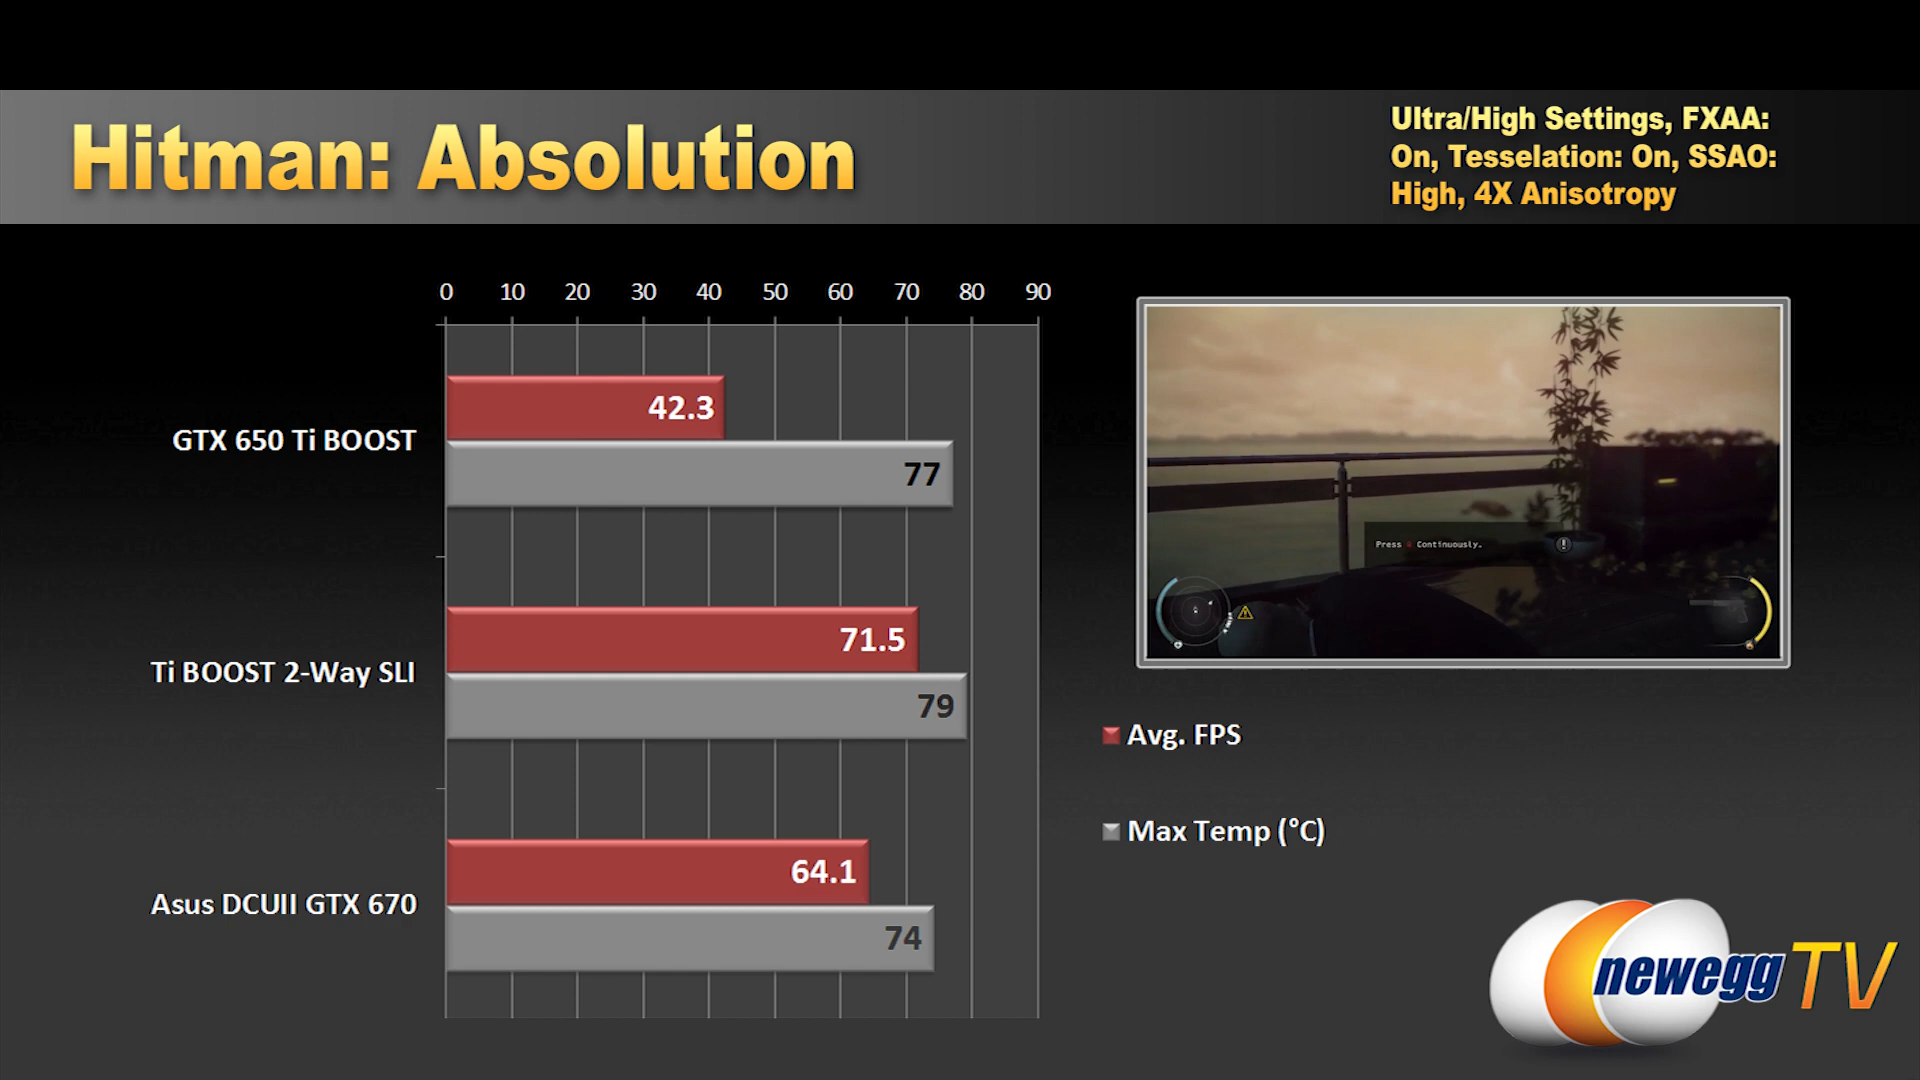 Hitman: Absolution
Ultra/High Settings, FXAA:
On, Tesselation: On, SSAO:
High, 4X Anisotropy
0 10 20 30 40 50 60 70 80 90
GTX 650 Ti BOOST
42.3
77
Ti BOOST 2-Way SLI
71.5
79
Asus DCUII GTX 670
64.1
74
Press Continuously.
Avg. FPS
Max Temp (°C)
newegg TV